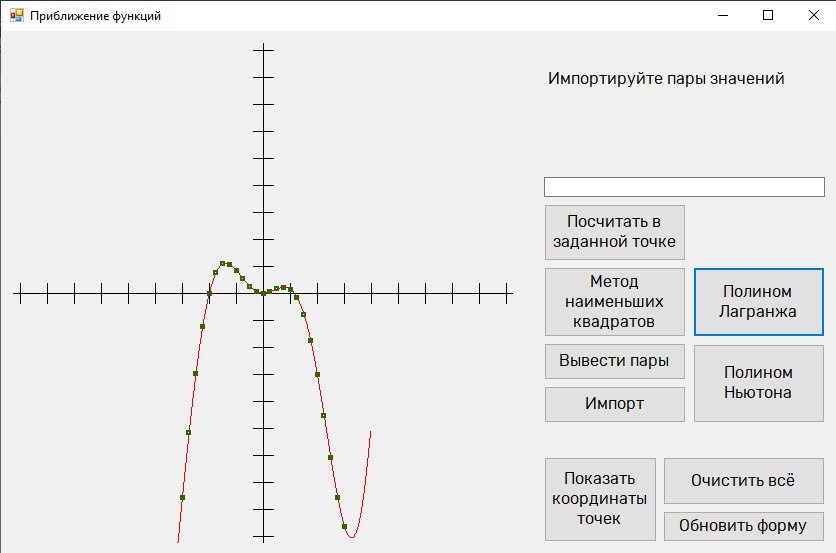 Приближение функций
Импортируйте пары значений
Посчитать в
заданной точке
Метод
наименьших
квадратов
Полином
Лагранжа
Вывести пары
Импорт
Полином
Ньютона
Показать
координаты
точек
Очистить всё
Обновить форму